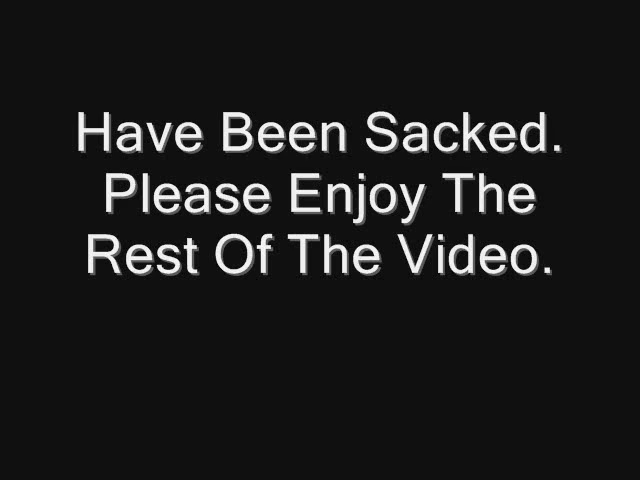 Have Been Sacked.
Please Enjoy The
Rest Of The Video.